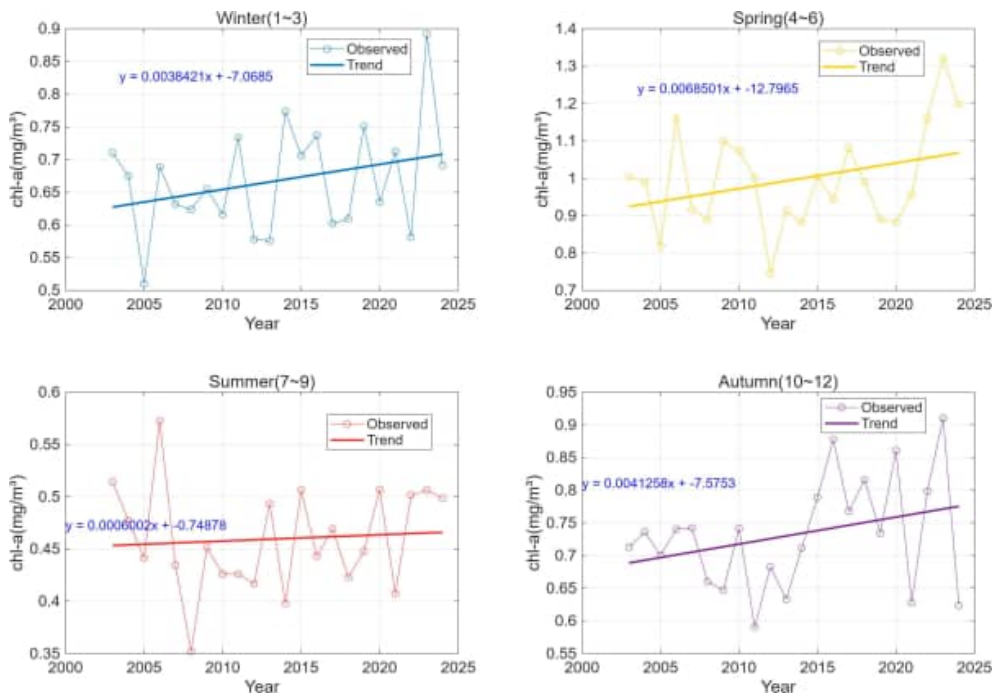 Winter(1~3)
0.9
0.85
0.8
0.75
0.7
0.65
0.6
0.55
0.5
chl-a(mg/m³)
Observed
Trend
y = 0.0038421x + -7.0685
2000
2005
2010
2015
2020
2025
Year
Spring(4~6)
1.4
1.3
1.2
1.1
1
0.9
0.8
0.7
chl-a(mg/m³)
Observed
Trend
y = 0.0068501x + -12.7965
2000
2005
2010
2015
2020
2025
Year
Summer(7~9)
0.6
0.55
0.5
0.45
0.4
0.35
chl-a(mg/m³)
Observed
Trend
y = 0.0006002x + -0.74878
2000
2005
2010
2015
2020
2025
Year
Autumn(10~12)
0.95
0.9
0.85
0.8
0.75
0.7
0.65
0.6
0.55
chl-a(mg/m³)
Observed
Trend
y = 0.0041258x + -7.5753
2000
2005
2010
2015
2020
2025
Year